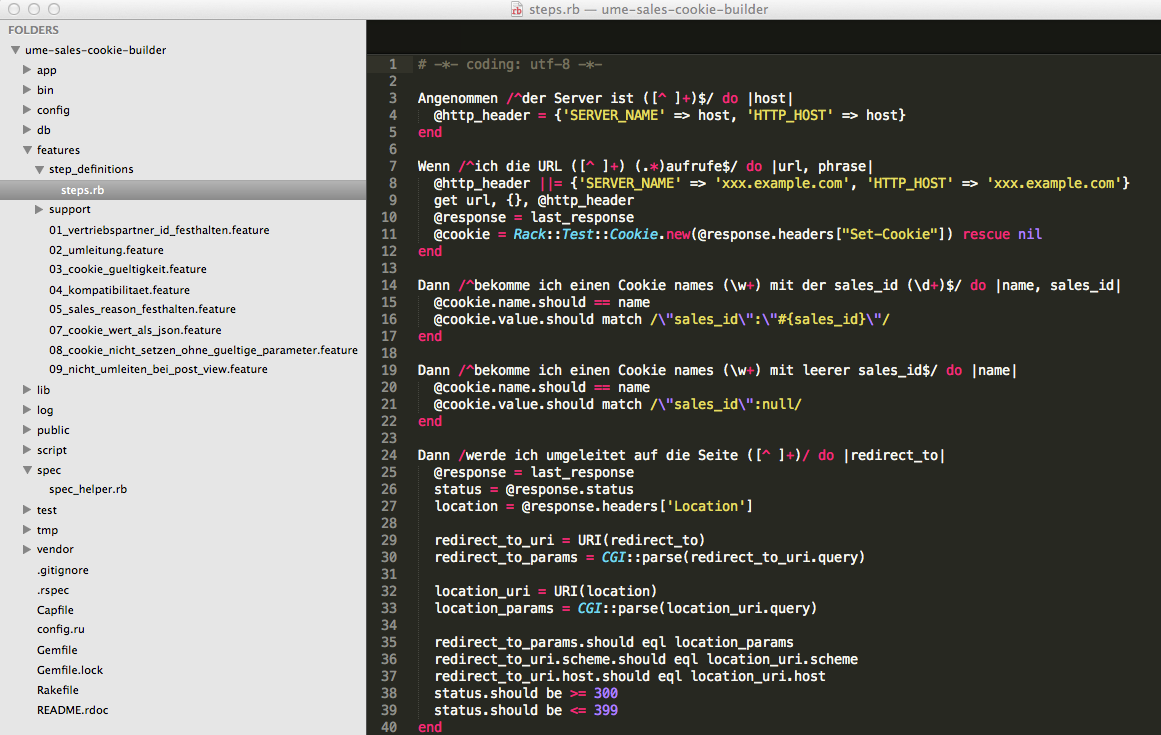 steps.rb — ume-sales-cookie-builder
FOLDERS
ume-sales-cookie-builder
app
bin
config
db
features
step_definitions
steps.rb
support
01_vertriebspartner_id_festhalten.feature
02_umleitung.feature
03_cookie_gueltigkeit.feature
04_kompatibilitaet.feature
05_sales_reason_festhalten.feature
07_cookie_wert_als_json.feature
08_cookie_nicht_setzen_ohne_gueltige_parameter.feature
09_nicht_umleiten_bei_post_view.feature
lib
log
public
script
spec
spec_helper.rb
test
tmp
vendor
.gitignore
.rspec
Capfile
config.ru
Gemfile
Gemfile.lock
Rakefile
README.rdoc
1 # -*- coding: utf-8 -*-
2
3 Angenommen /^der Server ist ([^ ]+)$/ do |host|
4   @http_header = {'SERVER_NAME' => host, 'HTTP_HOST' => host}
5 end
6
7 Wenn /^ich die URL ([^ ]+) (.*)aufrufe$/ do |url, phrase|
8   @http_header ||= {'SERVER_NAME' => 'xxx.example.com', 'HTTP_HOST' => 'xxx.example.com'}
9   get url, {}, @http_header
10   @response = last_response
11   @cookie = Rack::Test::Cookie.new(@response.headers["Set-Cookie"]) rescue nil
12 end
13
14 Dann /^bekomme ich einen Cookie names (\w+) mit der sales_id (\d+)$/ do |name, sales_id|
15   @cookie.name.should == name
16   @cookie.value.should match /\"sales_id\":\"#{sales_id}\"/
17 end
18
19 Dann /^bekomme ich einen Cookie names (\w+) mit leerer sales_id$/ do |name|
20   @cookie.name.should == name
21   @cookie.value.should match /\"sales_id\":null/
22 end
23
24 Dann /werde ich umgeleitet auf die Seite ([^ ]+)/ do |redirect_to|
25   @response = last_response
26   status = @response.status
27   location = @response.headers['Location']
28
29   redirect_to_uri = URI(redirect_to)
30   redirect_to_params = CGI::parse(redirect_to_uri.query)
31
32   location_uri = URI(location)
33   location_params = CGI::parse(location_uri.query)
34
35   redirect_to_params.should eql location_params
36   redirect_to_uri.scheme.should eql location_uri.scheme
37   redirect_to_uri.host.should eql location_uri.host
38   status.should be >= 300
39   status.should be <= 399
40 end